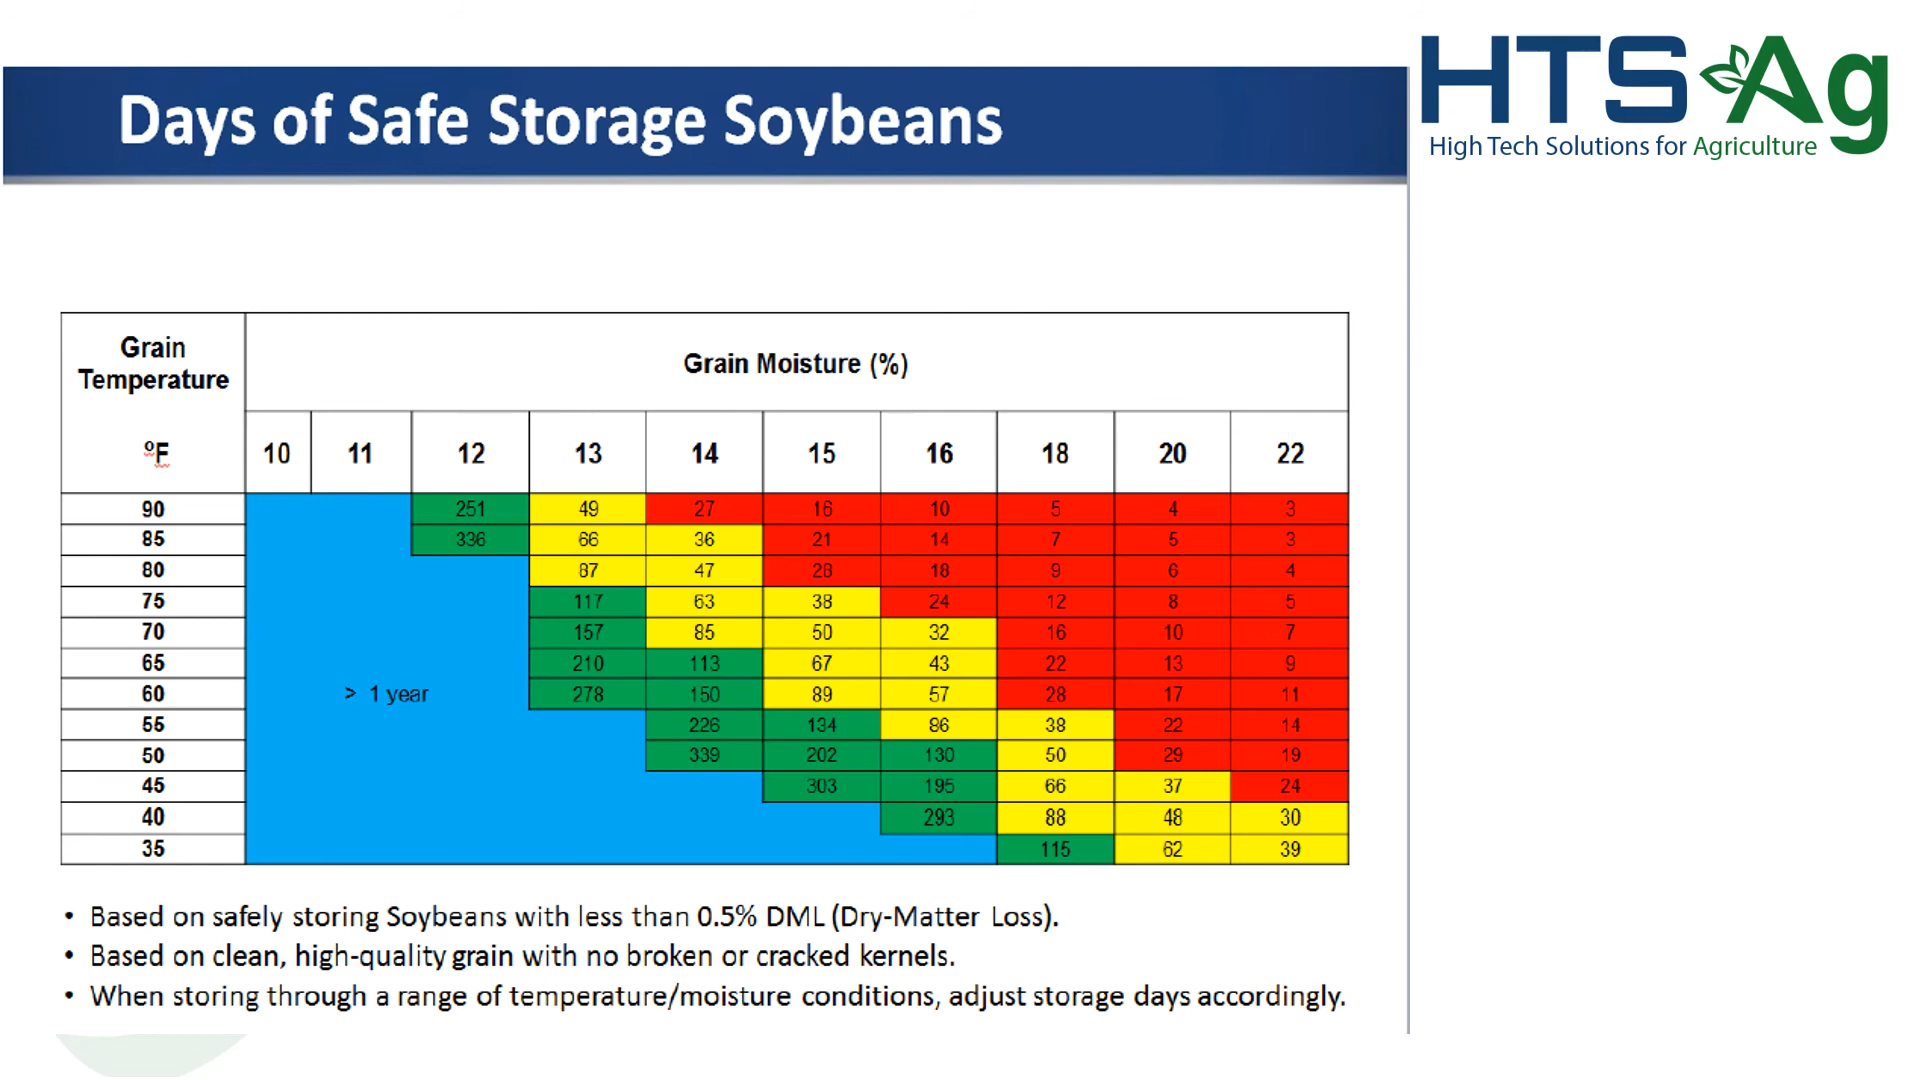 HTS Ag
High Tech Solutions for Agriculture
Days of Safe Storage Soybeans
Grain Temperature
Grain Moisture (%)
ºF 10 11 12 13 14 15 16 18 20 22
90 251 49 27 16 10 5 4 3
85 336 66 36 21 14 7 5 3
80 87 47 28 18 9 6 4
75 117 63 38 24 12 8 5
70 157 85 50 32 16 10 7
65 210 113 67 43 22 13 9
60 > 1 year 278 150 89 57 28 17 11
55 226 134 86 38 22 14
50 339 202 130 50 29 19
45 303 195 66 37 24
40 293 88 48 30
35 115 62 39
• Based on safely storing Soybeans with less than 0.5% DML (Dry-Matter Loss).
• Based on clean, high-quality grain with no broken or cracked kernels.
• When storing through a range of temperature/moisture conditions, adjust storage days accordingly.